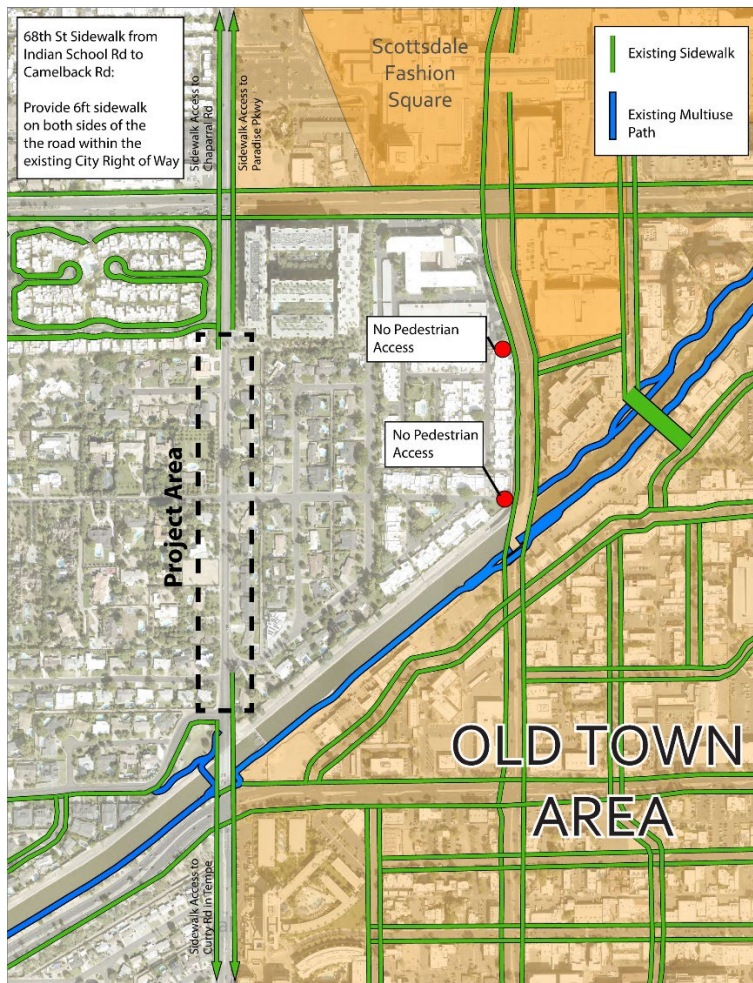 68th St Sidewalk from
Indian School Rd to
Camelback Rd:
Provide 6ft sidewalk
on both sides of the
the road within the
existing City Right of Way
Sidewalk Access to
Chaparral Rd
Sidewalk Access to
Paradise Pkwy
Scottsdale
Fashion
Square
Existing Sidewalk
Existing Multiuse
Path
No Pedestrian
Access
No Pedestrian
Access
Project Area
OLD TOWN
AREA
Sidewalk Access to
Curry Rd in Tempe